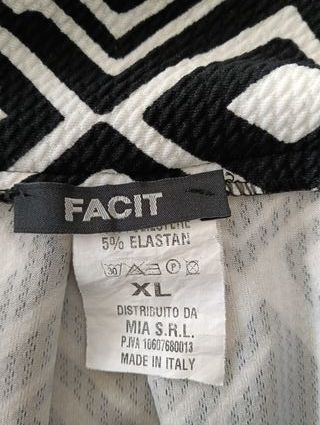 FACIT
5% ELASTAN
30 A P
XL
DISTRIBUITO DA
MIA S.R.L.
P.IVA 10607680013
MADE IN ITALY